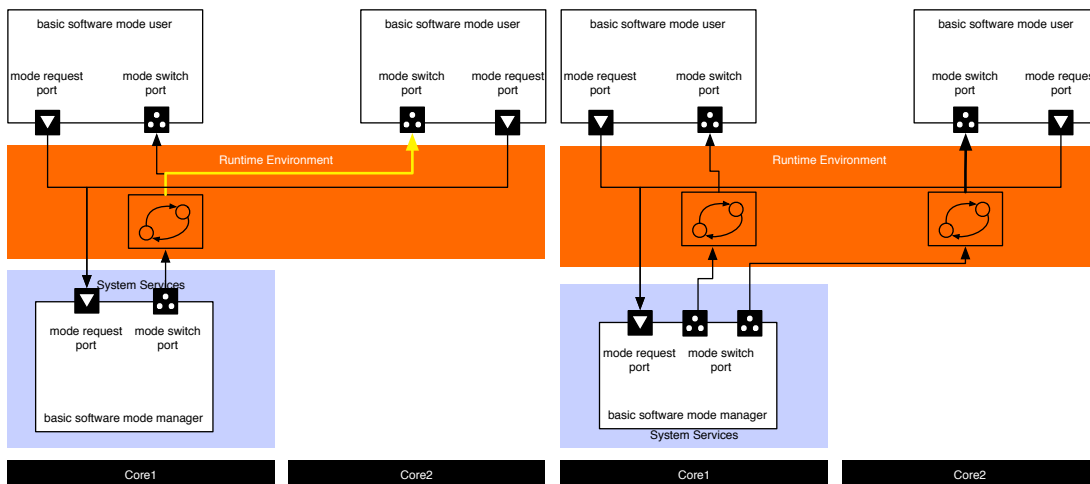 basic software mode user
mode request
port
mode switch
port
basic software mode user
mode switch
port
mode request
port
Runtime Environment
System Services
mode request
port
mode switch
port
basic software mode manager
Core1
Core2
basic software mode user
mode request
port
mode switch
port
basic software mode user
mode switch
port
mode reques
port
Runtime Environment
mode request
port
mode switch
port
basic software mode manager
System Services
Core1
Core2